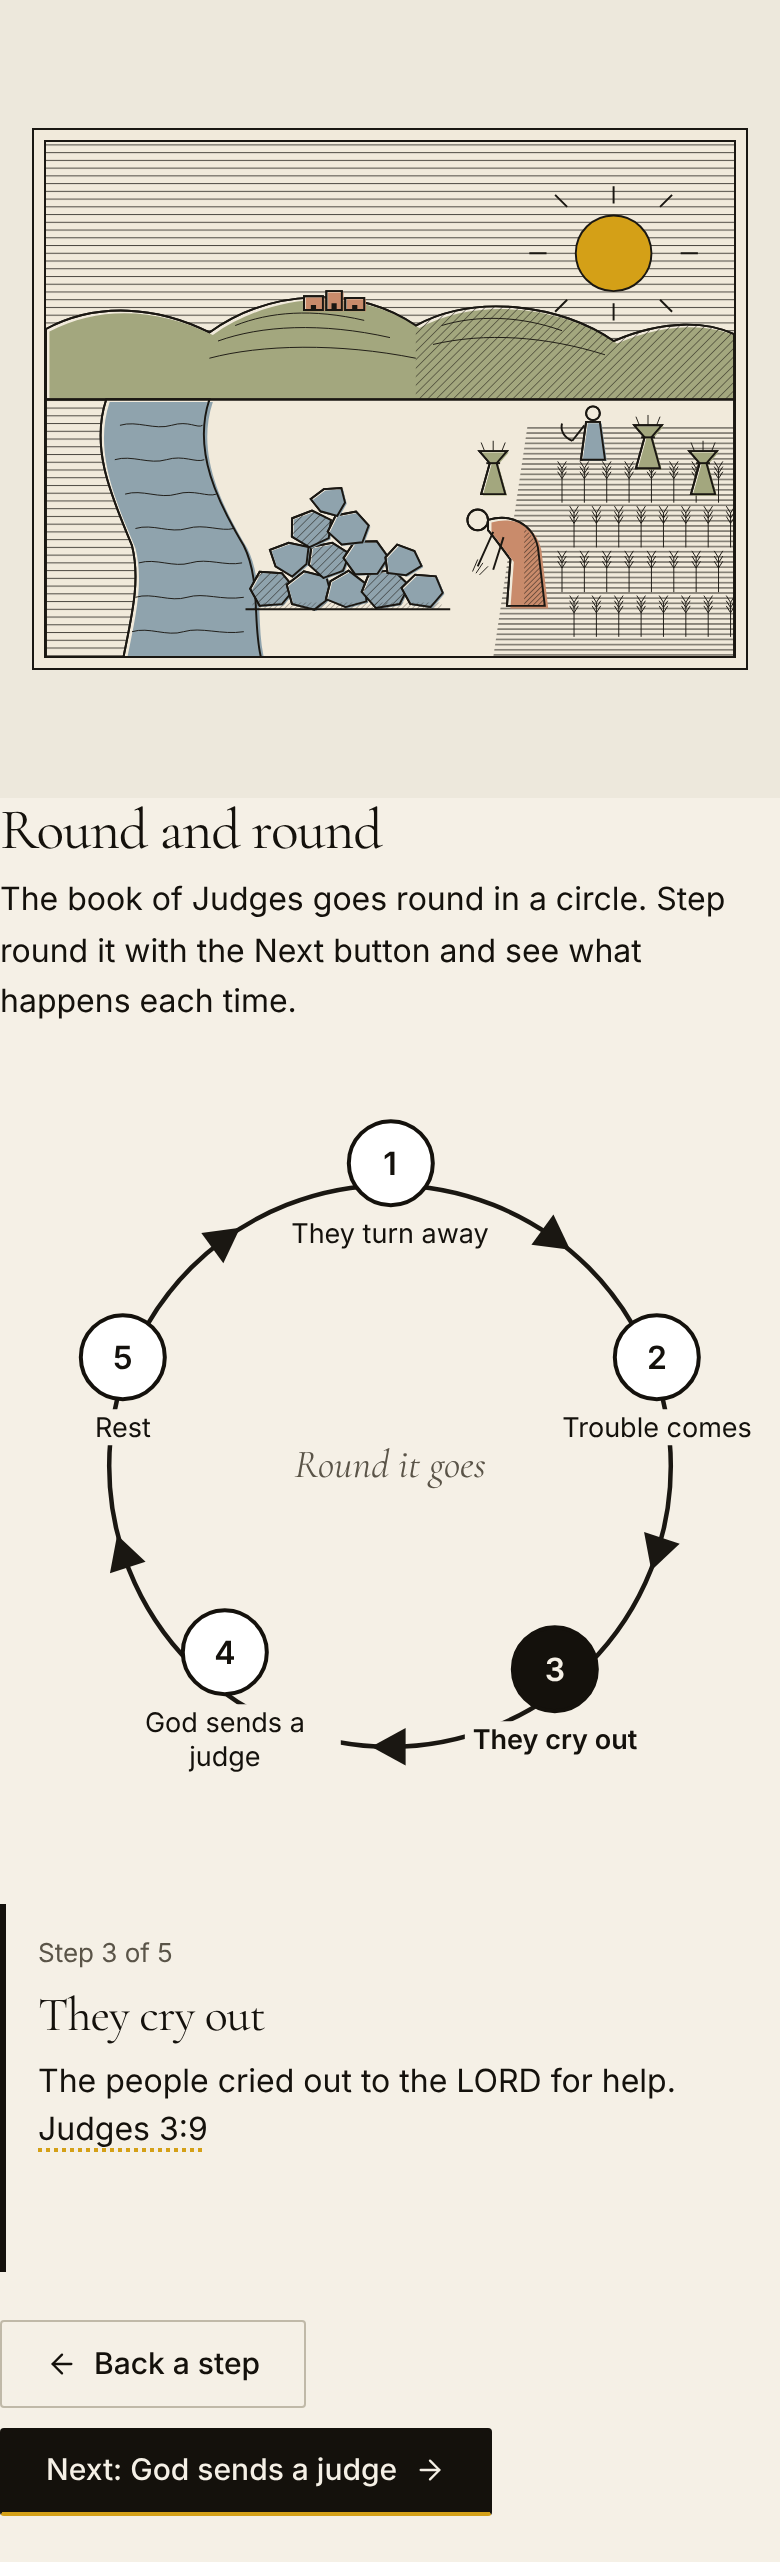 Round and round
The book of Judges goes round in a circle. Step
round it with the Next button and see what
happens each time.
1
They turn away
5
2
Rest
Trouble comes
Round it goes
4
3
God sends a
judge
They cry out
Step 3 of 5
They cry out
The people cried out to the LORD for help.
Judges 3:9
← Back a step
Next: God sends a judge →